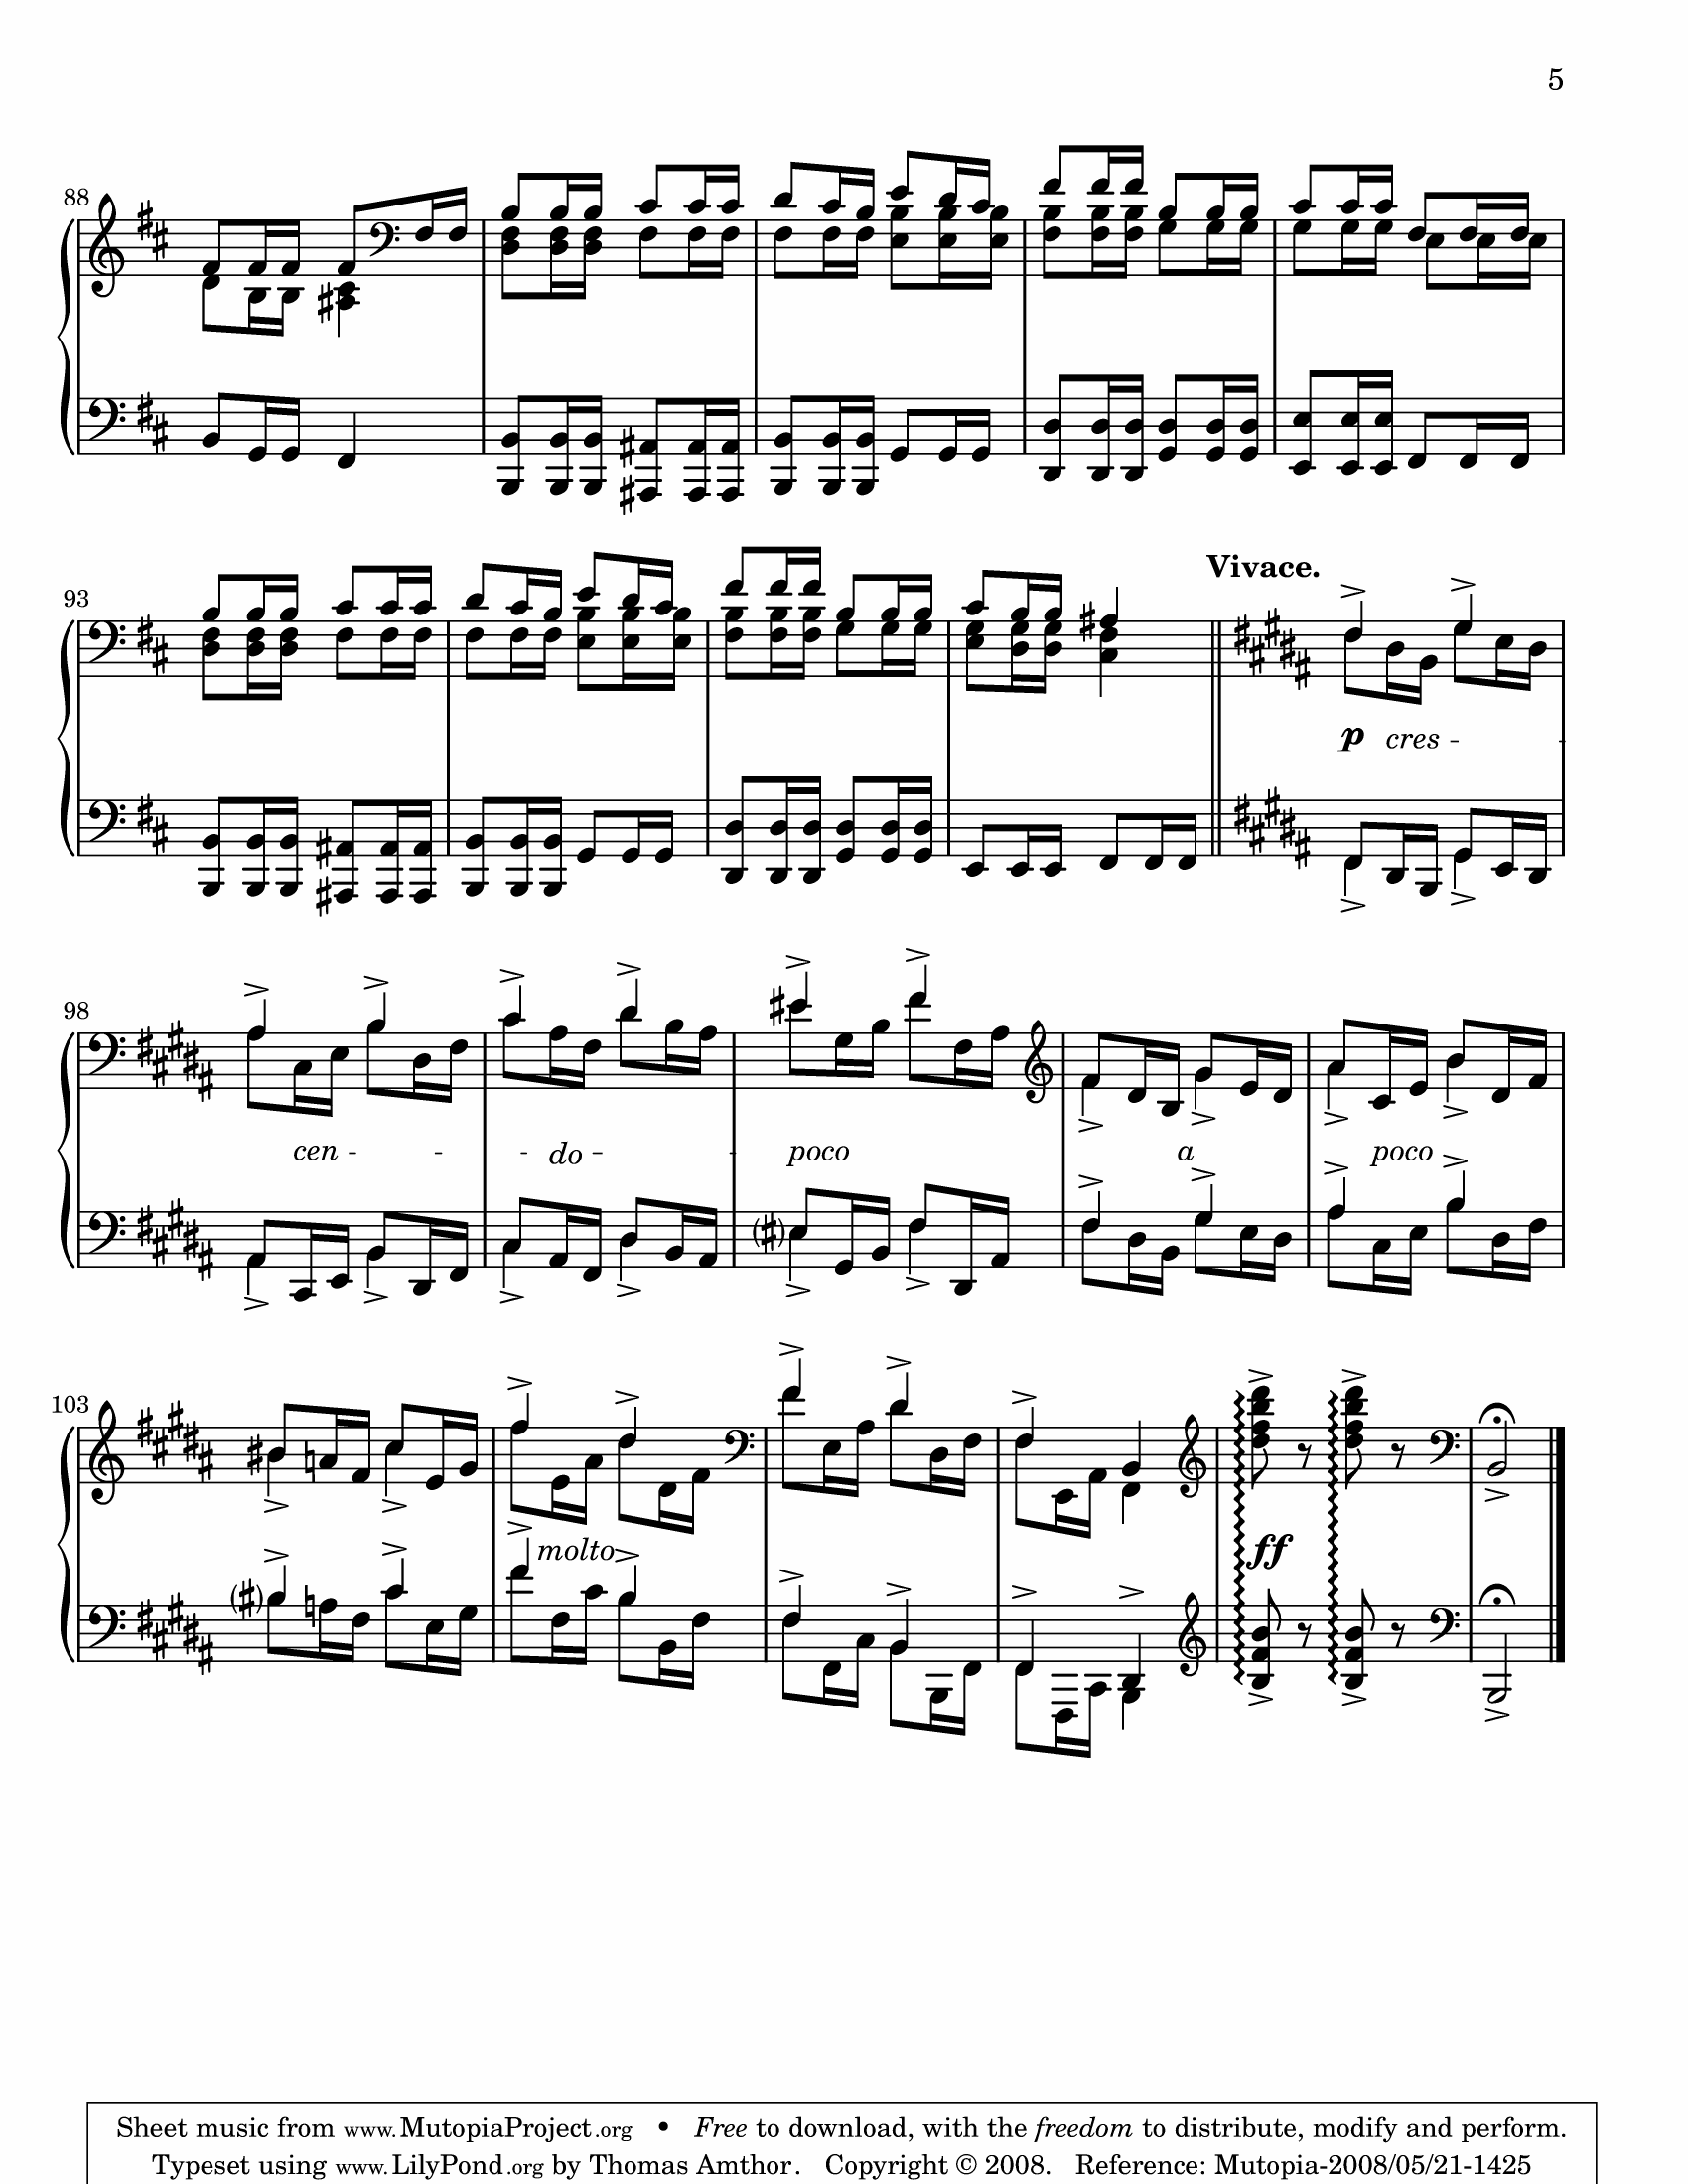 5
88
93
Vivace.
p cres - -
98
cen - - - do - - poco a poco
103
molto
ff
Sheet music from www.MutopiaProject.org • Free to download, with the freedom to distribute, modify and perform.
Typeset using www.LilyPond.org by Thomas Amthor. Copyright © 2008. Reference: Mutopia-2008/05/21-1425